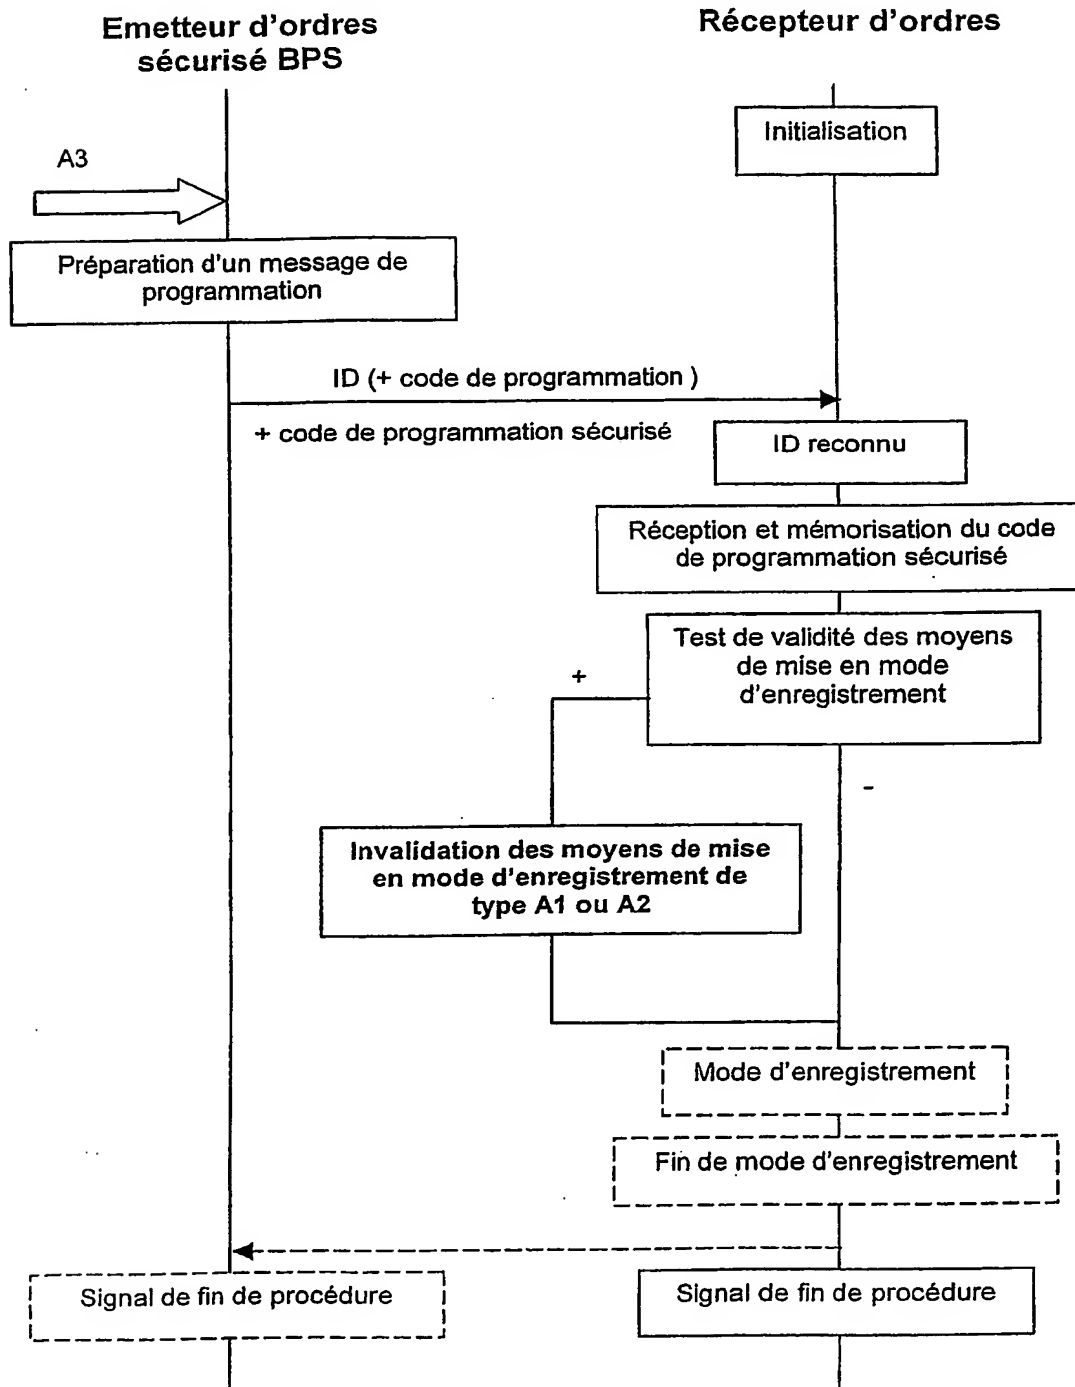 Emetteur d'ordres
sécurisé BPS
Récepteur d'ordres
Initialisation
A3
Préparation d'un message de
programmation
ID (+ code de programmation )
+ code de programmation sécurisé
ID reconnu
Réception et mémorisation du code
de programmation sécurisé
Test de validité des moyens
de mise en mode
d'enregistrement
+
-
Invalidation des moyens de mise
en mode d'enregistrement de
type A1 ou A2
Mode d'enregistrement
Fin de mode d'enregistrement
Signal de fin de procédure
Signal de fin de procédure